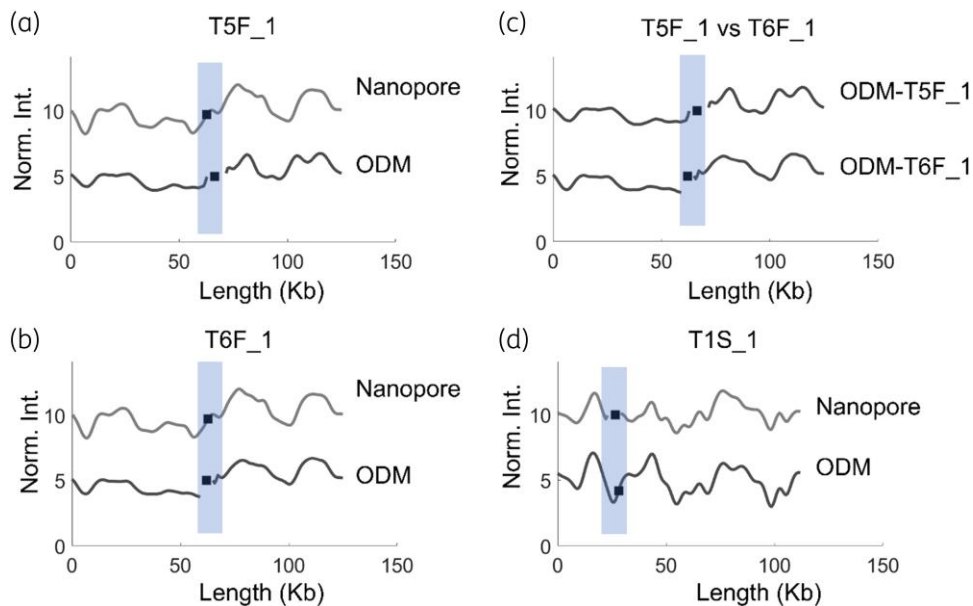 (a)
T5F_1
Norm. Int.
10
5
0
Nanopore
ODM
0 50 100 150
Length (Kb)
(c)
T5F_1 vs T6F_1
Norm. Int.
10
5
0
ODM-T5F_1
ODM-T6F_1
0 50 100 150
Length (Kb)
(b)
T6F_1
Norm. Int.
10
5
0
Nanopore
ODM
0 50 100 150
Length (Kb)
(d)
T1S_1
Norm. Int.
10
5
0
Nanopore
ODM
0 50 100 150
Length (Kb)